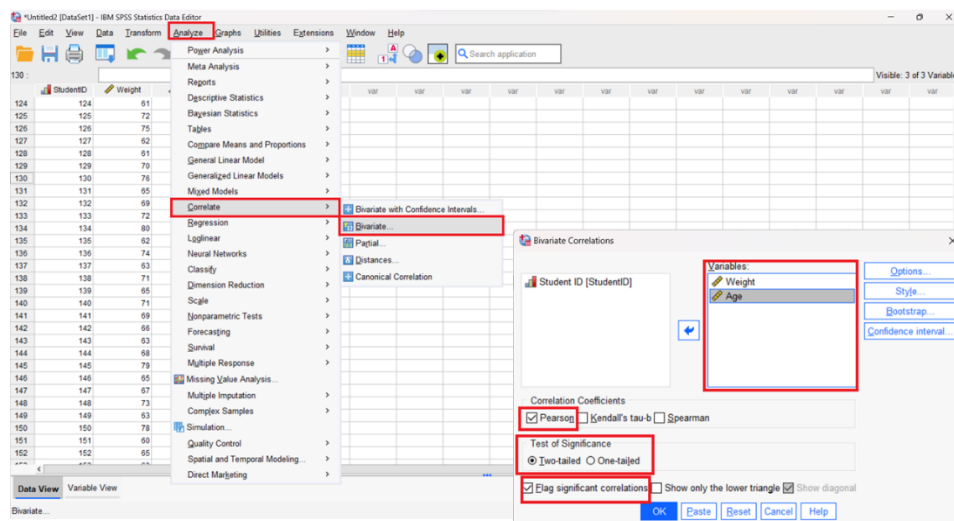 *Untitled2 [DataSet1] - IBM SPSS Statistics Data Editor
File Edit View Data Transform Analyze Graphs Utilities Extensions Window Help
Search application
130 :
Visible: 3 of 3 Variable
StudentID Weight
var var var var var var var var var var var
124 124 61
125 125 72
126 126 75
127 127 62
128 128 61
129 129 70
130 130 76
131 131 65
132 132 69
133 133 72
134 134 80
135 135 62
136 136 74
137 137 63
138 138 71
139 139 65
140 140 71
141 141 69
142 142 66
143 143 63
144 144 68
145 145 79
146 146 65
147 147 67
148 148 73
149 149 63
150 150 78
151 151 60
152 152 65
Data View Variable View
Bivariate...
Power Analysis
Meta Analysis
Reports
Descriptive Statistics
Bayesian Statistics
Tables
Compare Means and Proportions
General Linear Model
Generalized Linear Models
Mixed Models
Correlate
Regression
Loglinear
Neural Networks
Classify
Dimension Reduction
Scale
Nonparametric Tests
Forecasting
Survival
Multiple Response
Missing Value Analysis...
Multiple Imputation
Complex Samples
Simulation...
Quality Control
Spatial and Temporal Modeling...
Direct Marketing
Bivariate with Confidence Intervals...
Bivariate...
Partial...
Distances...
Canonical Correlation
Bivariate Correlations
Student ID [StudentID]
Variables:
Weight
Age
Options...
Style...
Bootstrap...
Confidence interval...
Correlation Coefficients
Pearson Kendall's tau-b Spearman
Test of Significance
Two-tailed One-tailed
Flag significant correlations Show only the lower triangle Show diagonal
OK Paste Reset Cancel Help